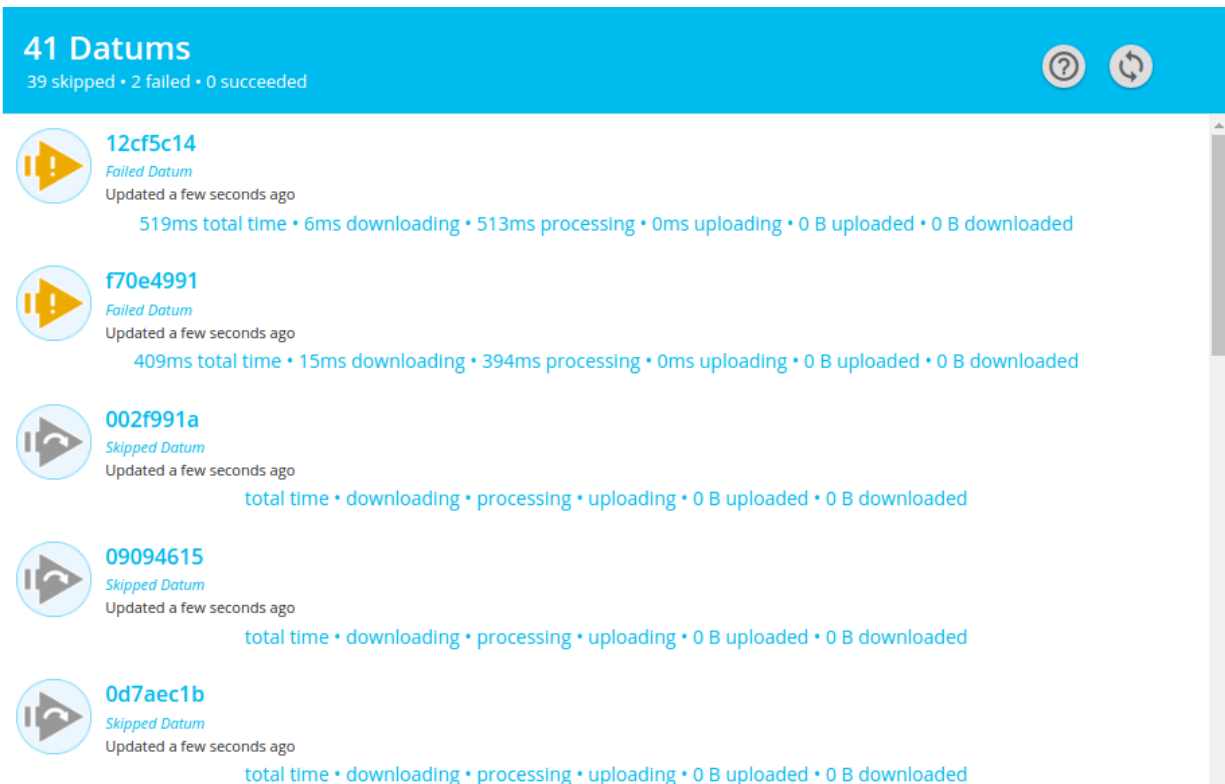 41 Datums
39 skipped • 2 failed • 0 succeeded
12cf5c14
Failed Datum
Updated a few seconds ago
519ms total time • 6ms downloading • 513ms processing • 0ms uploading • 0 B uploaded • 0 B downloaded
f70e4991
Failed Datum
Updated a few seconds ago
409ms total time • 15ms downloading • 394ms processing • 0ms uploading • 0 B uploaded • 0 B downloaded
002f991a
Skipped Datum
Updated a few seconds ago
total time • downloading • processing • uploading • 0 B uploaded • 0 B downloaded
09094615
Skipped Datum
Updated a few seconds ago
total time • downloading • processing • uploading • 0 B uploaded • 0 B downloaded
0d7aec1b
Skipped Datum
Updated a few seconds ago
total time • downloading • processing • uploading • 0 B uploaded • 0 B downloaded